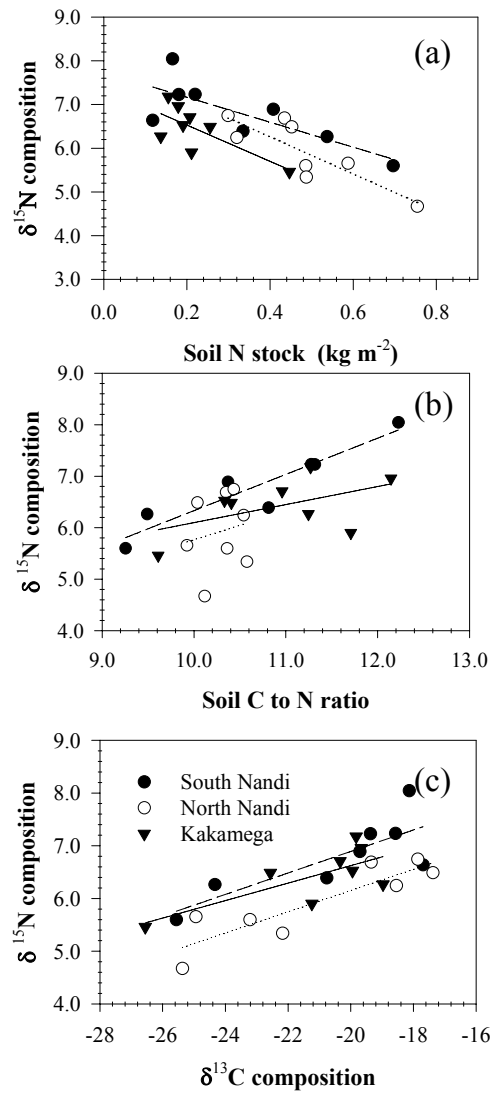 (a)
9.0
8.0
7.0
6.0
5.0
4.0
3.0
δ¹⁵N composition
0.0 0.2 0.4 0.6 0.8
Soil N stock (kg m⁻²)
(b)
9.0
8.0
7.0
6.0
5.0
4.0
δ ¹⁵N composition
9.0 10.0 11.0 12.0 13.0
Soil C to N ratio
(c)
9.0
8.0
7.0
6.0
5.0
4.0
δ ¹⁵N composition
South Nandi
North Nandi
Kakamega
-28 -26 -24 -22 -20 -18 -16
δ¹³C composition